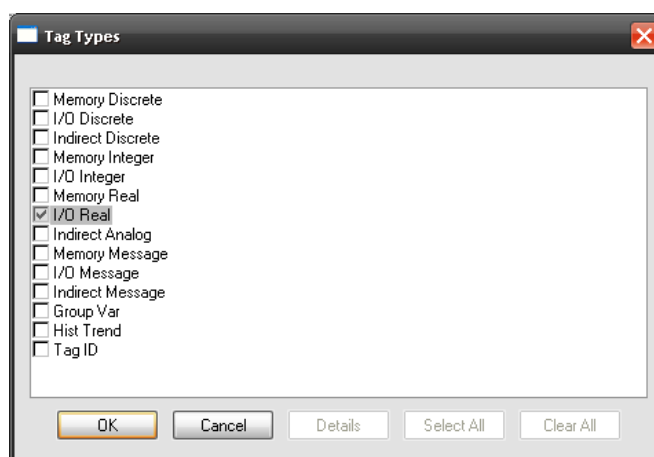 Tag Types
Memory Discrete
I/O Discrete
Indirect Discrete
Memory Integer
I/O Integer
Memory Real
I/O Real
Indirect Analog
Memory Message
I/O Message
Indirect Message
Group Var
Hist Trend
Tag ID
OK Cancel Details Select All Clear All